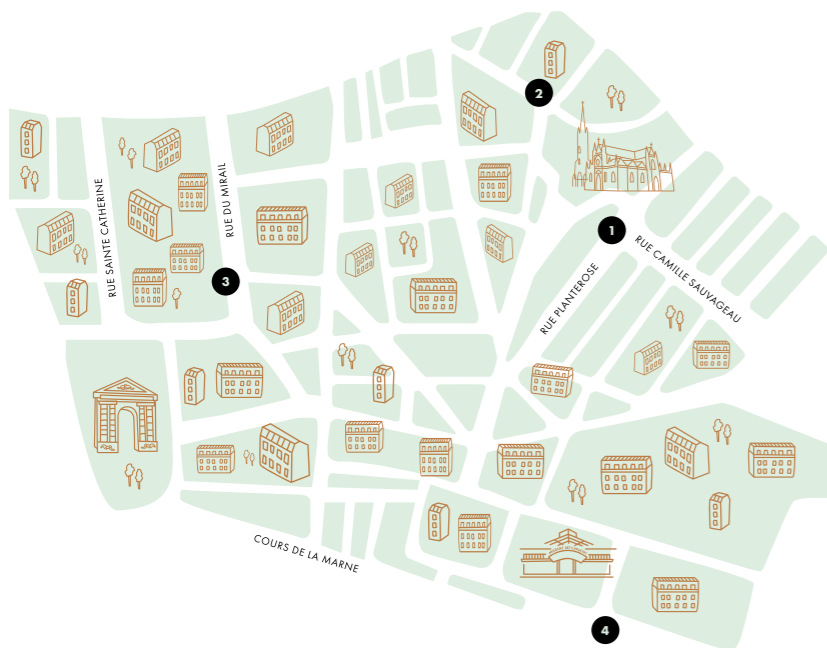 2
1
RUE SAINTE CATHERINE
RUE DU MIRAIL
3
RUE PLANTEROSE
RUE CAMILLE SAUVAGEAU
COURS DE LA MARNE
4